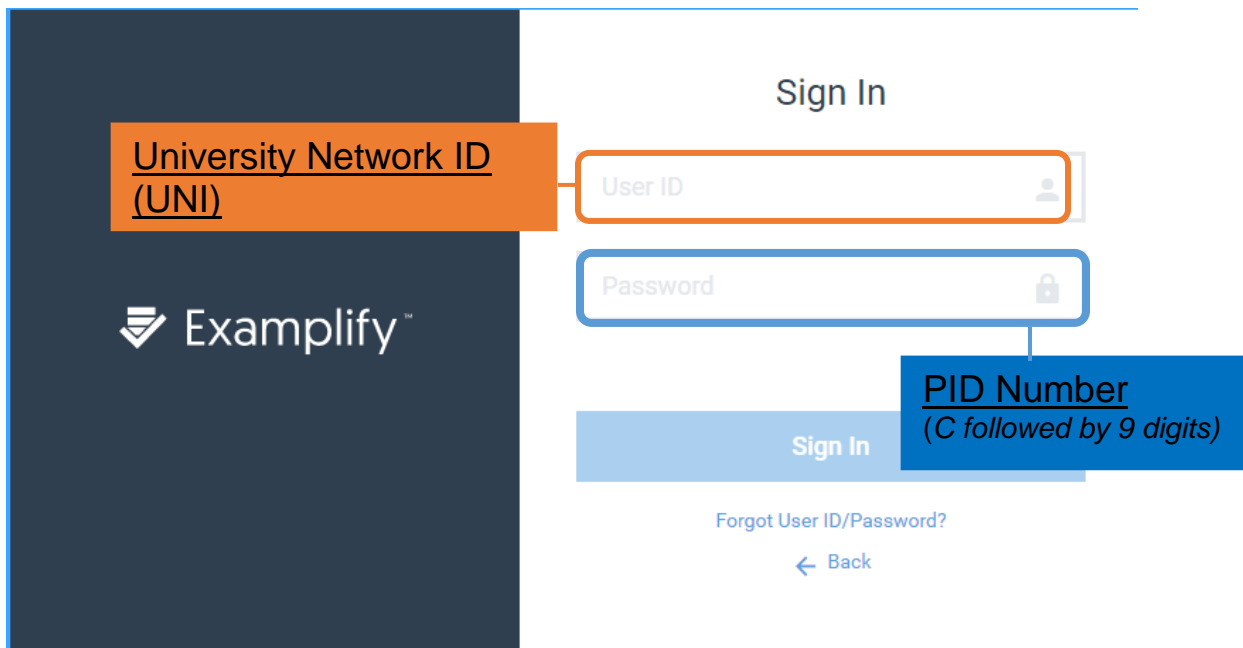 Sign In
University Network ID
(UNI)
User ID
Password
Examplify™
PID Number
(C followed by 9 digits)
Sign In
Forgot User ID/Password?
← Back